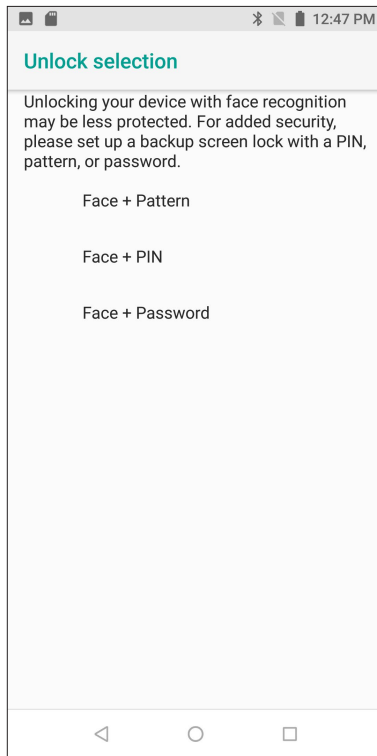 12:47 PM
Unlock selection
Unlocking your device with face recognition
may be less protected. For added security,
please set up a backup screen lock with a PIN,
pattern, or password.
Face + Pattern
Face + PIN
Face + Password